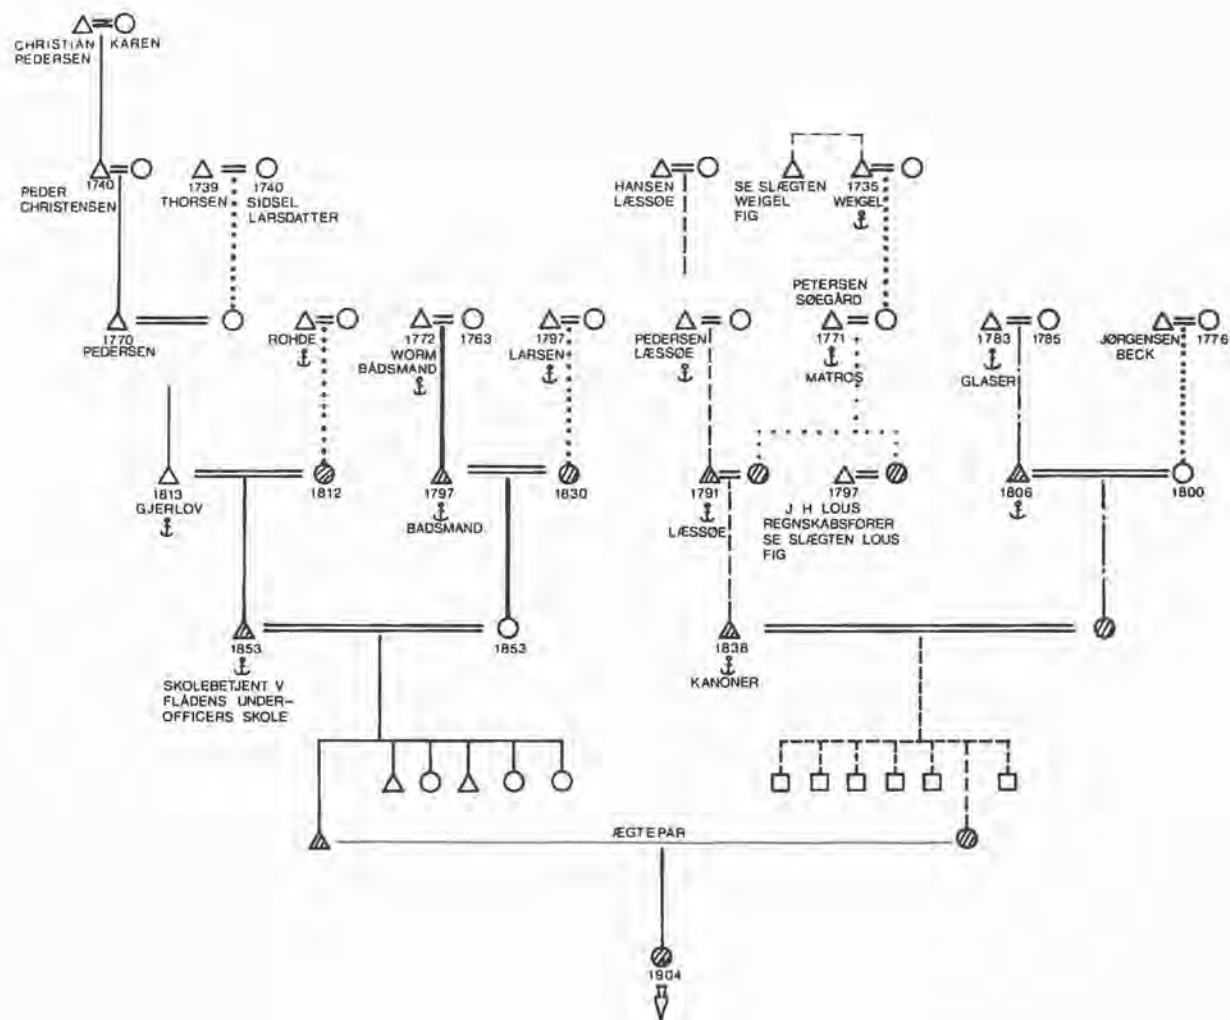 CHRISTIAN KAREN
PEDERSEN
1740
PEDER
CHRISTENSEN
1739
THORSEN
1740
SIDSEL
LARSDATTER
HANSEN
LÆSSØE
SE SLÆGTEN
WEIGEL
FIG
1735
WEIGEL
1770
PEDERSEN
ROHDE
1772 1763
WORM
BÅDSMAND
1797
LARSEN
PEDERSEN
LÆSSØE
PETERSEN
SØEGÅRD
1771
MATROS
1783 1785
GLASER
JØRGENSEN 1776
BECK
1813
GJERLOV
1812
1797
BADSMAND
1830
1791
LÆSSØE
1797
J H LOUS
REGNSKABSFØRER
SE SLÆGTEN LOUS
FIG
1806
1800
1853
SKOLEBETJENT V
FLÅDENS UNDER-
OFFICERS SKOLE
1853
1838
KANONER
ÆGTEPAR
1904